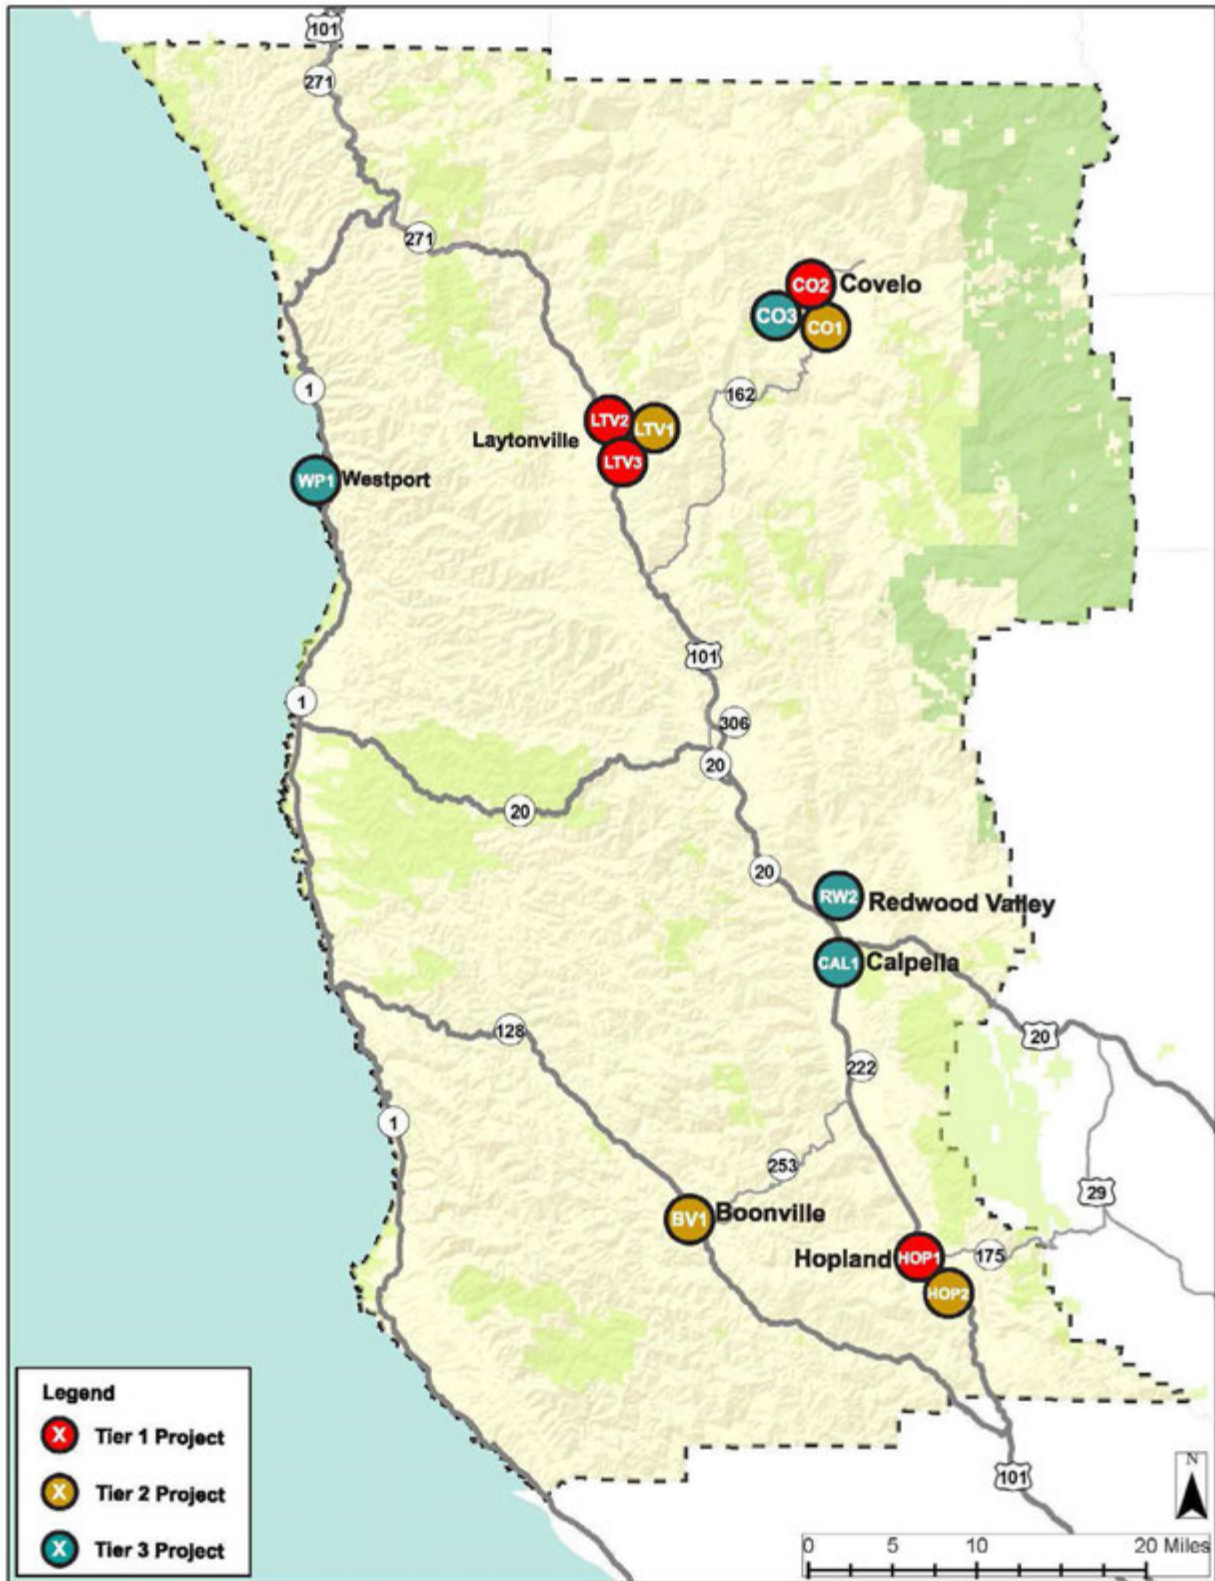 101
271
271
CO2 Covelo
CO3
CO1
1
162
LTV2
LTV1
Laytonville
LTV3
WP1 Westport
101
1
306
20
20
20
RW2
Redwood Valley
CAL1 Calpella
128
20
222
1
253
29
BV1 Boonville
Hopland HOP1
175
HOP2
Legend
X Tier 1 Project
X Tier 2 Project
X Tier 3 Project
101
N
0 5 10 20 Miles